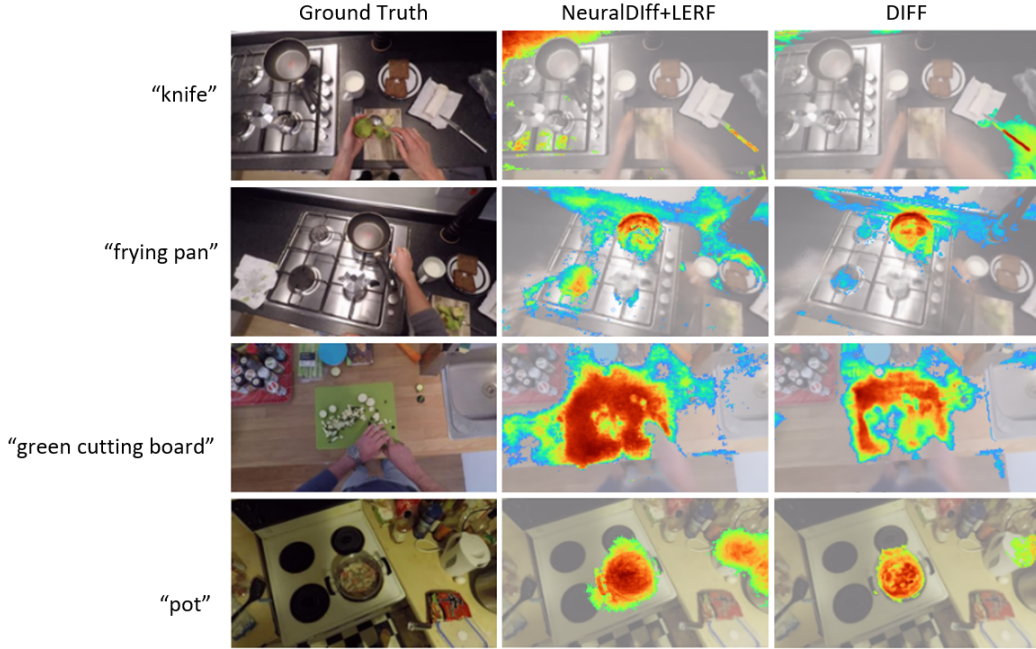 Ground Truth
NeuralDIff+LERF
DIFF
“knife”
“frying pan”
“green cutting board”
“pot”